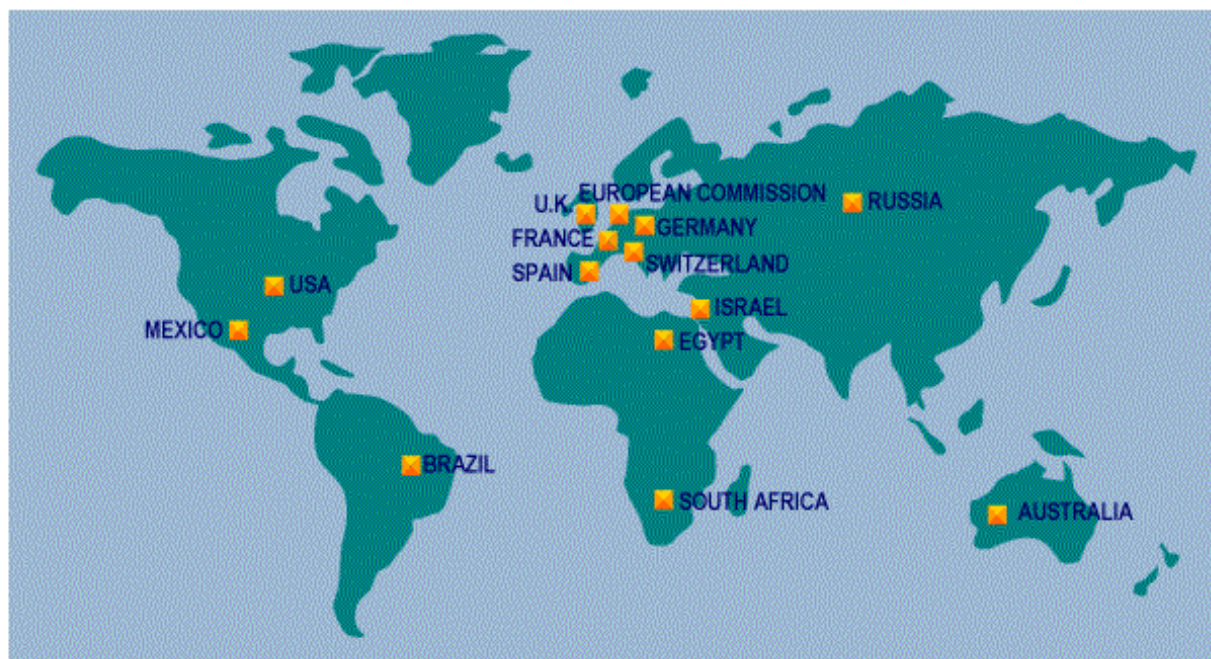 EUROPEAN COMMISSION
U.K.
RUSSIA
GERMANY
FRANCE
SWITZERLAND
SPAIN
USA
ISRAEL
MEXICO
EGYPT
BRAZIL
SOUTH AFRICA
AUSTRALIA